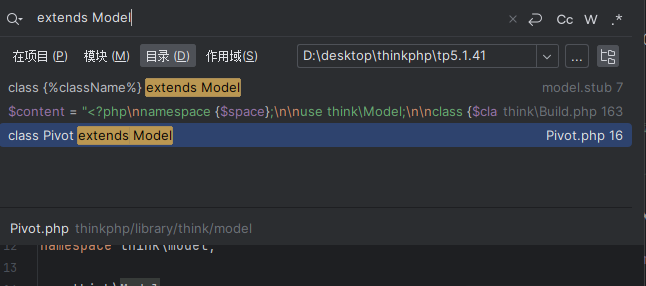 extends Model
Cc W .*
在项目 (P) 模块 (M) 目录 (D) 作用域(S) D:\desktop\thinkphp\tp5.1.41 ...
class {%className%} extends Model model.stub 7
$content = "<?php\nnamespace {$space};\n\nuse think\Model;\n\nclass {$cla think\Build.php 163
class Pivot extends Model Pivot.php 16
Pivot.php thinkphp/library/think/model
12 namespace think\model;
13